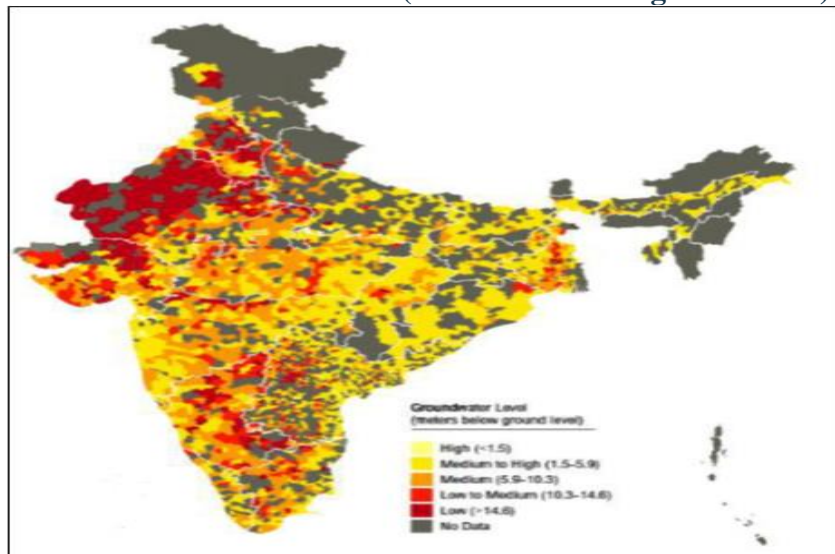 Groundwater Level
(meters below ground level)
High (<1.5)
Medium to High (1.5-5.9)
Medium (5.9-10.3)
Low to Medium (10.3-14.6)
Low (>14.6)
No Data